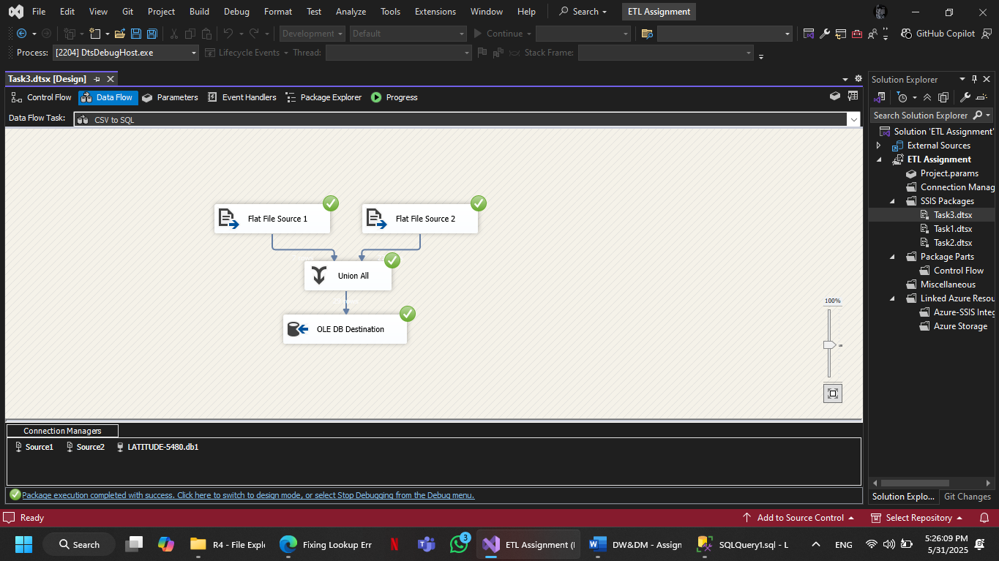 File Edit View Git Project Build Debug Format Test Analyze Tools Extensions Window Help Search ETL Assignment
Development Default Continue GitHub Copilot
Process: [2204] DtsDebugHost.exe Lifecycle Events Thread: Stack Frame:
Task3.dtsx [Design]
Control Flow Data Flow Parameters Event Handlers Package Explorer Progress
Data Flow Task: CSV to SQL
Flat File Source 1 Flat File Source 2
Union All
OLE DB Destination
100%
Connection Managers
Source1 Source2 LATITUDE-5480.db1
Package execution completed with success. Click here to switch to design mode, or select Stop Debugging from the Debug menu.
Solution Explorer
Search Solution Explorer
Solution 'ETL Assignment'
External Sources
ETL Assignment
Project.params
Connection Manag
SSIS Packages
Task3.dtsx
Task1.dtsx
Task2.dtsx
Package Parts
Control Flow
Miscellaneous
Linked Azure Resou
Azure-SSIS Integ
Azure Storage
Solution Explo... Git Changes
Ready Add to Source Control Select Repository
Search R4 - File Expl Fixing Lookup Err 3 ETL Assignment ( DW&DM - Assign SQLQuery1.sql - L ENG 5:26:09 PM
5/31/2025